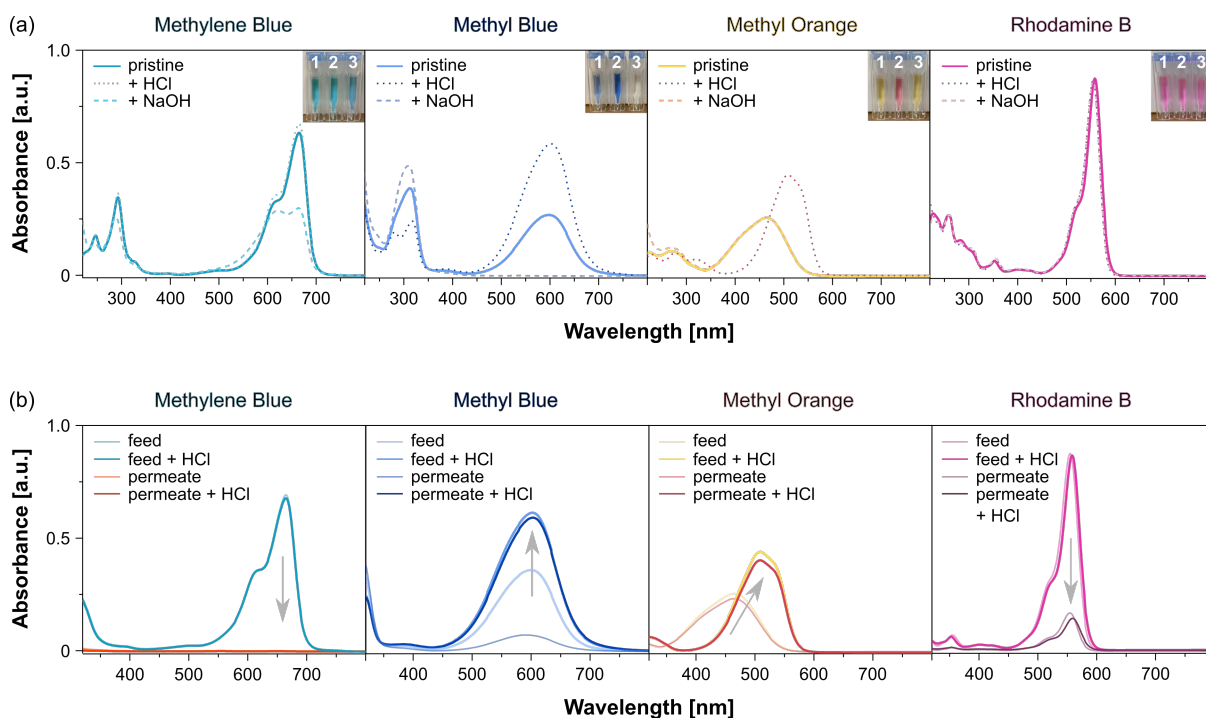 (a)
Methylene Blue
Methyl Blue
Methyl Orange
Rhodamine B
Absorbance [a.u.]
1.0
0.5
0
pristine
+ HCl
+ NaOH
1 2 3
pristine
+ HCl
+ NaOH
1 2 3
pristine
+ HCl
+ NaOH
1 2 3
pristine
+ HCl
+ NaOH
1 2 3
300 400 500 600 700
300 400 500 600 700
300 400 500 600 700
300 400 500 600 700
Wavelength [nm]
(b)
Methylene Blue
Methyl Blue
Methyl Orange
Rhodamine B
Absorbance [a.u.]
1.0
0.5
0
feed
feed + HCl
permeate
permeate + HCl
feed
feed + HCl
permeate
permeate + HCl
feed
feed + HCl
permeate
permeate + HCl
feed
feed + HCl
permeate
permeate
+ HCl
400 500 600 700
400 500 600 700
400 500 600 700
400 500 600 700
Wavelength [nm]